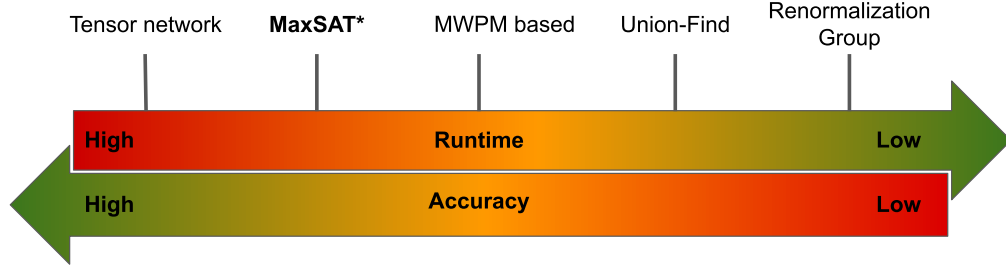 Tensor network
MaxSAT*
MWPM based
Union-Find
Renormalization
Group
High
Runtime
Low
High
Accuracy
Low